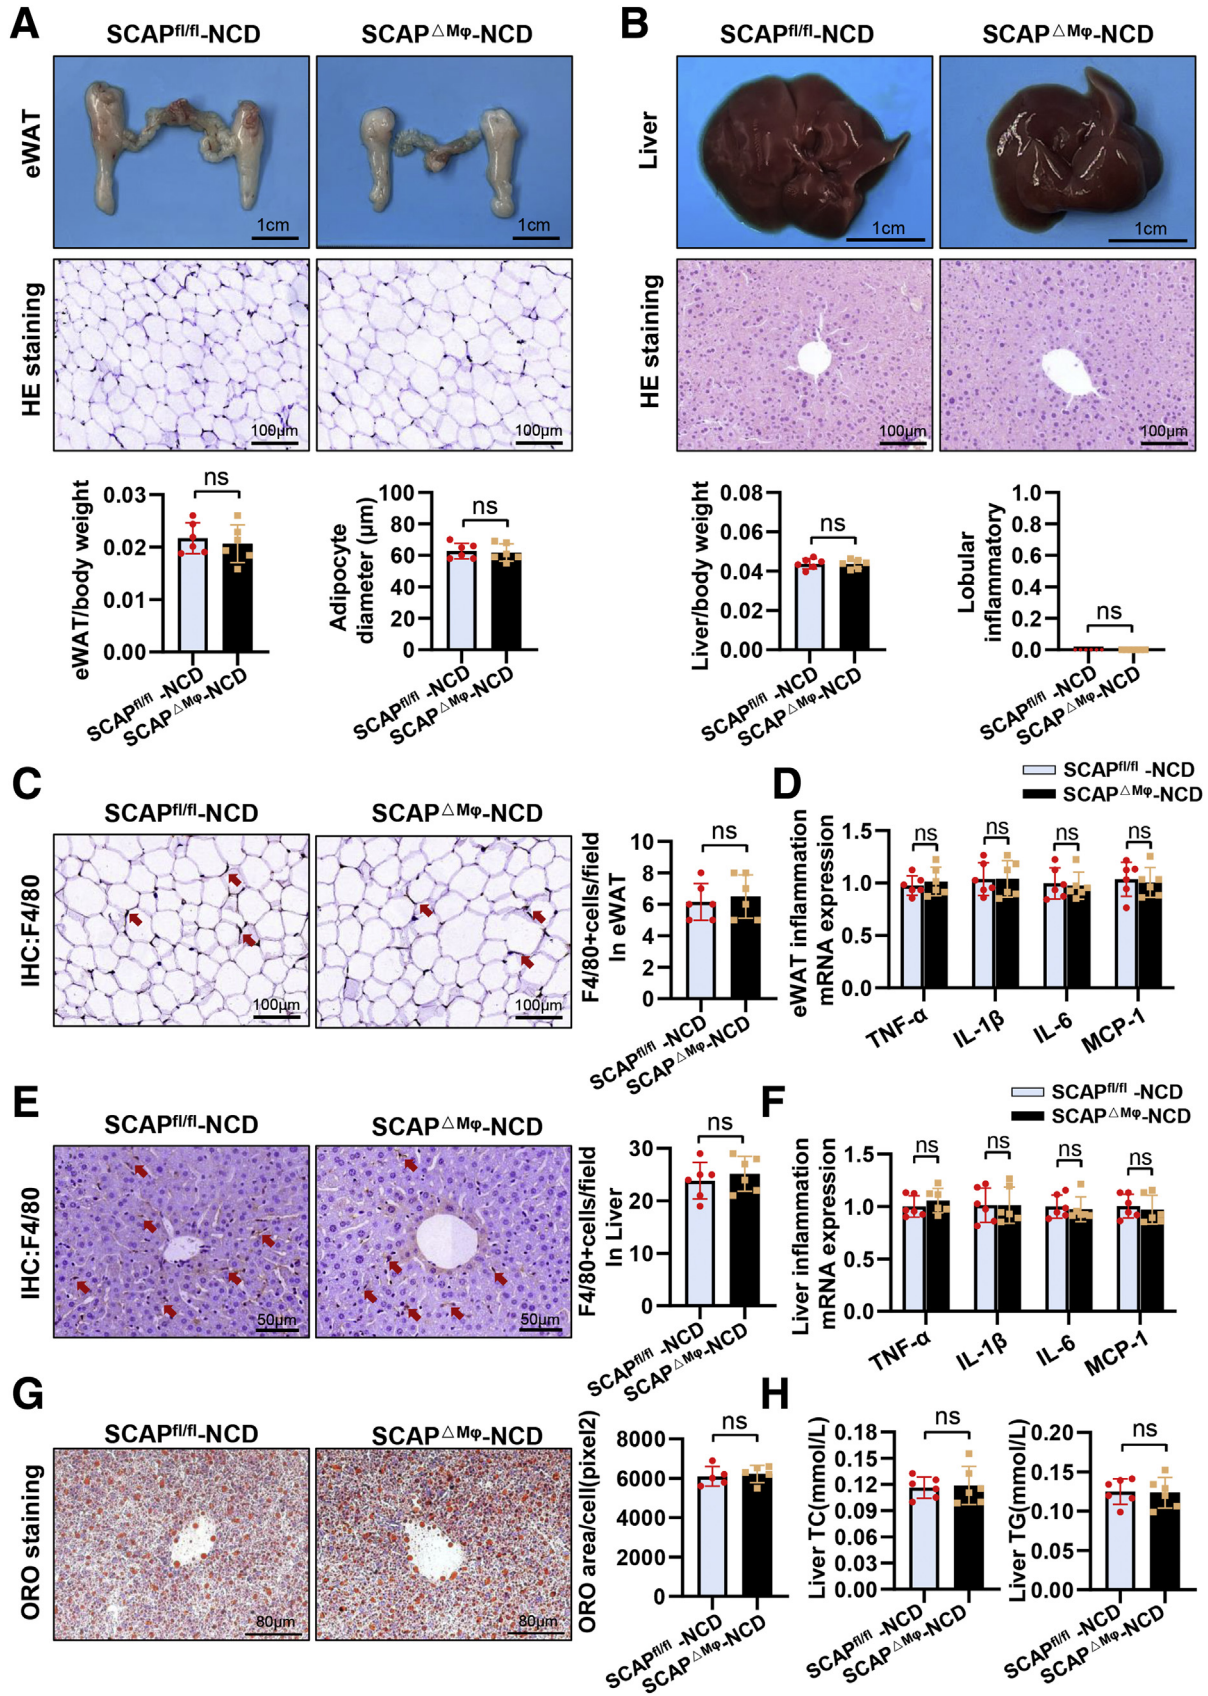 A
SCAPfl/fl-NCD
SCAP△Mφ-NCD
eWAT
1cm
1cm
HE staining
100μm
100μm
eWAT/body weight
0.03
0.02
0.01
0.00
ns
SCAPfl/fl -NCD
SCAP△Mφ-NCD
Adipocyte
diameter (μm)
100
80
60
40
20
0
ns
SCAPfl/fl -NCD
SCAP△Mφ-NCD
B
SCAPfl/fl-NCD
SCAP△Mφ-NCD
Liver
1cm
1cm
HE staining
100μm
100μm
Liver/body weight
0.08
0.06
0.04
0.02
0.00
ns
SCAPfl/fl -NCD
SCAP△Mφ-NCD
Lobular
inflammatory
1.0
0.8
0.6
0.4
0.2
0.0
ns
SCAPfl/fl -NCD
SCAP△Mφ-NCD
C
SCAPfl/fl-NCD
SCAP△Mφ-NCD
IHC:F4/80
100μm
100μm
F4/80+cells/field
In eWAT
10
8
6
4
2
0
ns
SCAPfl/fl -NCD
SCAP△Mφ-NCD
D
SCAPfl/fl -NCD
SCAP△Mφ-NCD
eWAT inflammation
mRNA expression
1.5
1.0
0.5
0.0
ns
ns
ns
ns
TNF-α
IL-1β
IL-6
MCP-1
E
SCAPfl/fl-NCD
SCAP△Mφ-NCD
IHC:F4/80
50μm
50μm
F4/80+cells/field
In Liver
30
20
10
0
ns
SCAPfl/fl -NCD
SCAP△Mφ-NCD
F
SCAPfl/fl -NCD
SCAP△Mφ-NCD
Liver inflammation
mRNA expression
1.5
1.0
0.5
0.0
ns
ns
ns
ns
TNF-α
IL-1β
IL-6
MCP-1
G
SCAPfl/fl-NCD
SCAP△Mφ-NCD
ORO staining
80μm
80μm
ORO area/cell(pixel2)
8000
6000
4000
2000
0
ns
SCAPfl/fl -NCD
SCAP△Mφ-NCD
H
Liver TC(mmol/L)
0.18
0.15
0.12
0.09
0.06
0.03
0.00
ns
SCAPfl/fl -NCD
SCAP△Mφ-NCD
Liver TG(mmol/L)
0.20
0.15
0.10
0.05
0.00
ns
SCAPfl/fl -NCD
SCAP△Mφ-NCD